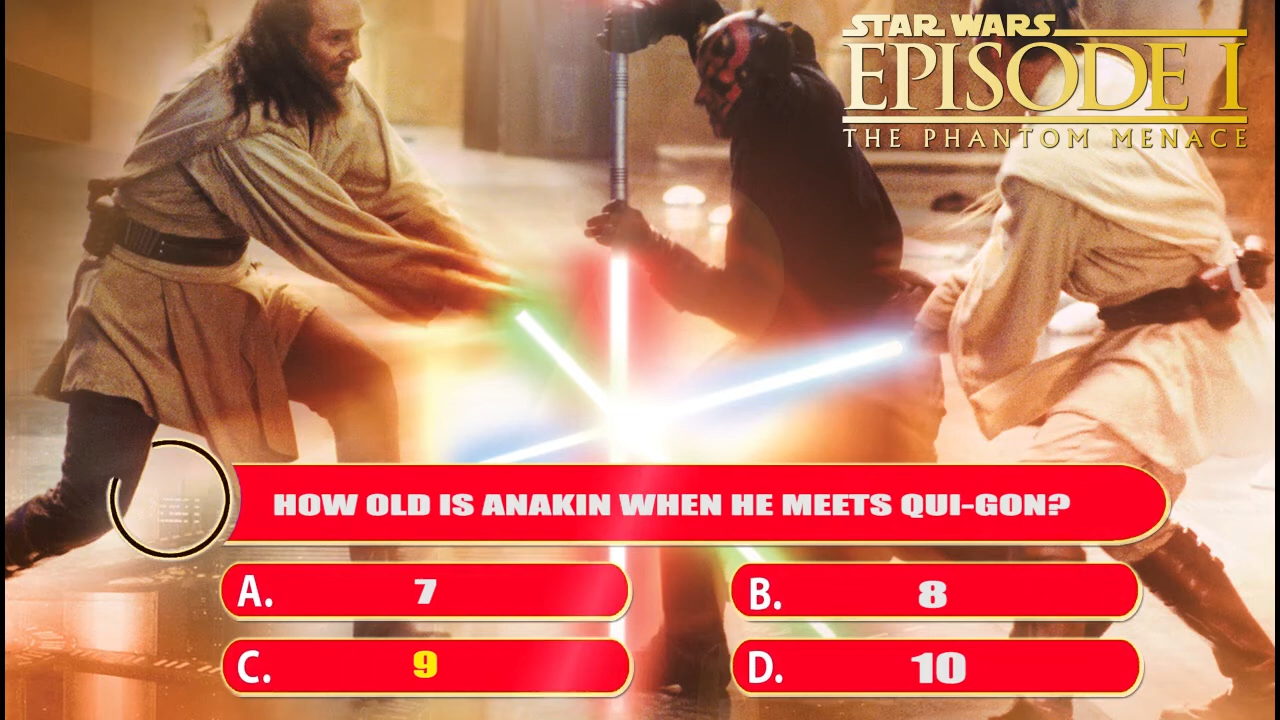 STAR WARS
EPISODE I
THE PHANTOM MENACE
HOW OLD IS ANAKIN WHEN HE MEETS QUI-GON?
A. 7
B. 8
C. 9
D. 10